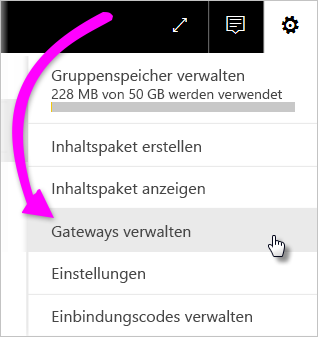 Gruppenspeicher verwalten
228 MB von 50 GB werden verwendet
Inhaltspaket erstellen
Inhaltspaket anzeigen
Gateways verwalten
Einstellungen
Einbindungscodes verwalten